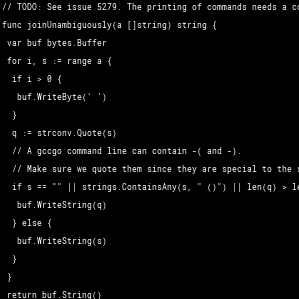 // TODO: See issue 5279. The printing of commands needs a
func joinUnambiguously(a []string) string {
var buf bytes.Buffer
for i, s := range a {
if i > 0 {
buf.WriteByte(' ')
}
q := strconv.Quote(s)
// A gccgo command line can contain -( and -).
// Make sure we quote them since they are special to the
if s == "" || strings.ContainsAny(s, " ()") || len(q) >
buf.WriteString(q)
} else {
buf.WriteString(s)
}
}
return buf.String()